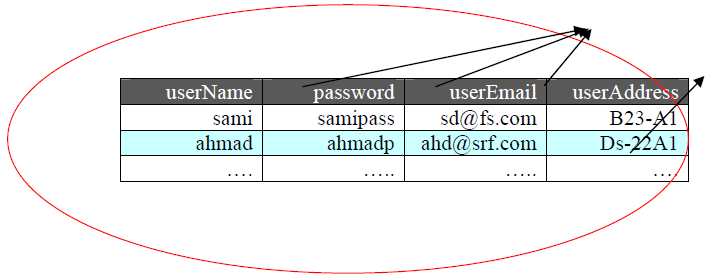 userName password userEmail userAddress
sami samipass sd@fs.com B23-A1
ahmad ahmadp ahd@srf.com Ds-22A1
…. ….. ….. …